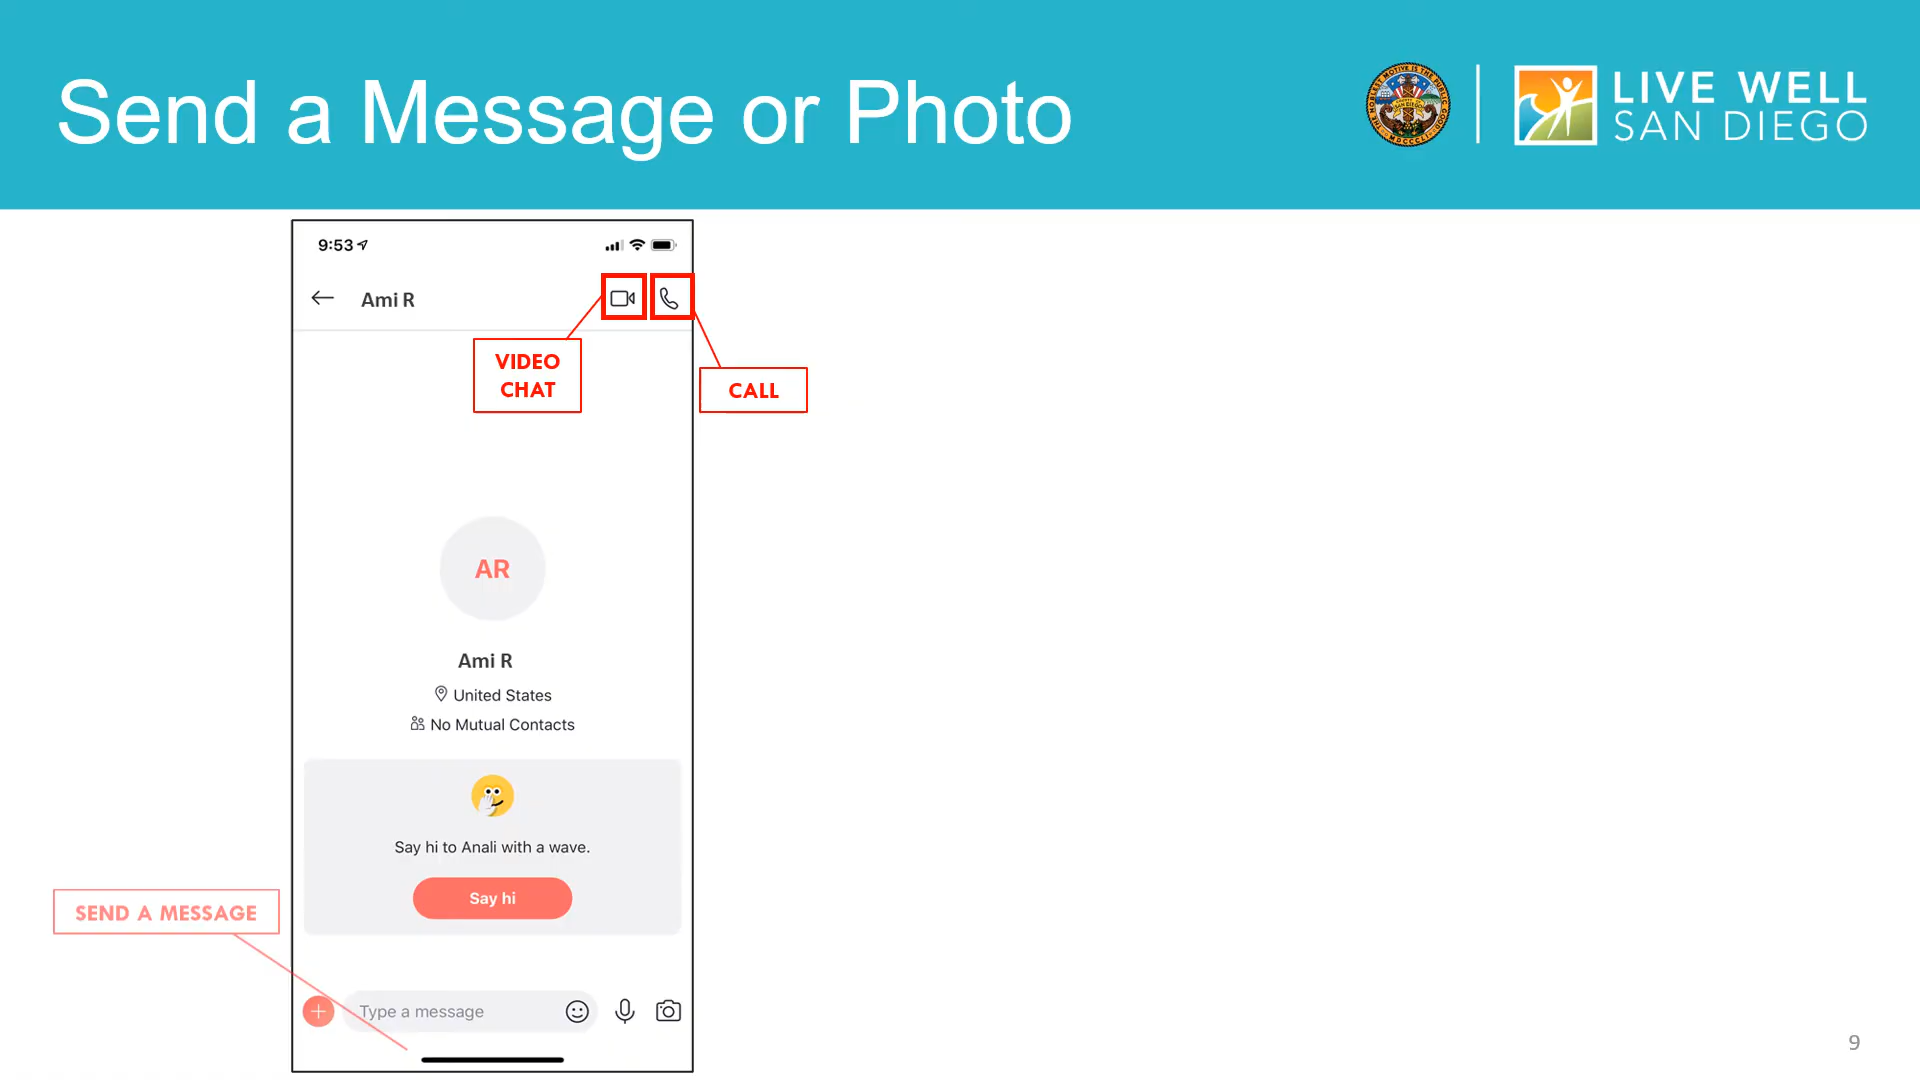 Send a Message or Photo
LIVE WELL
SAN DIEGO
9:53
Ami R
VIDEO
CHAT
CALL
AR
Ami R
United States
No Mutual Contacts
Say hi to Anali with a wave.
Say hi
SEND A MESSAGE
Type a message
9